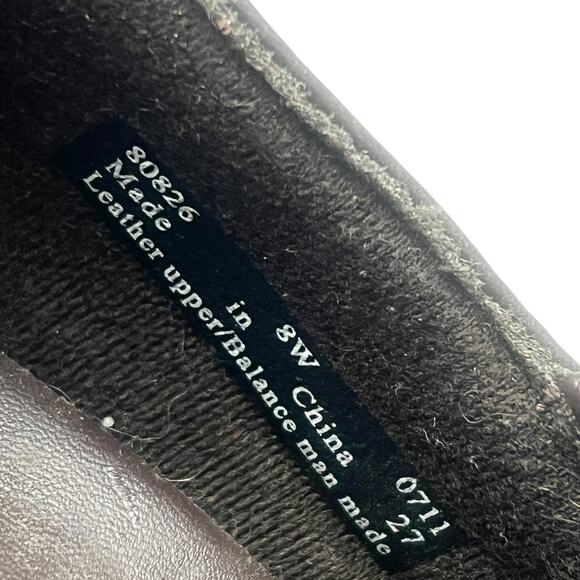 80826 8W 0711
Made in China 27
Leather upper/Balance man made